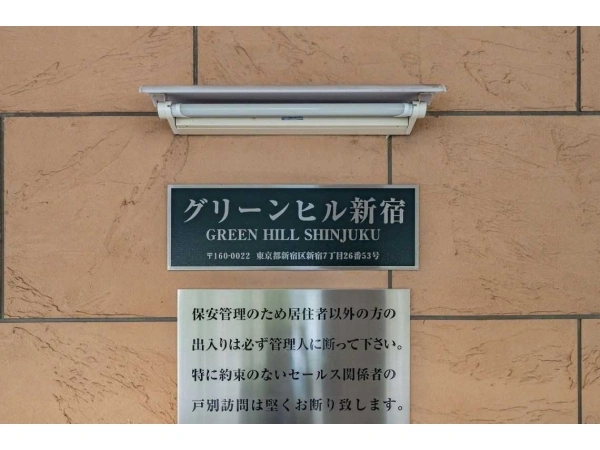 グリーンヒル新宿
GREEN HILL SHINJUKU
〒160-0022 東京都新宿区新宿7丁目26番53号
保安管理のため居住者以外の方の
出入りは必ず管理人に断って下さい。
特に約束のないセールス関係者の
戸別訪問は堅くお断り致します。